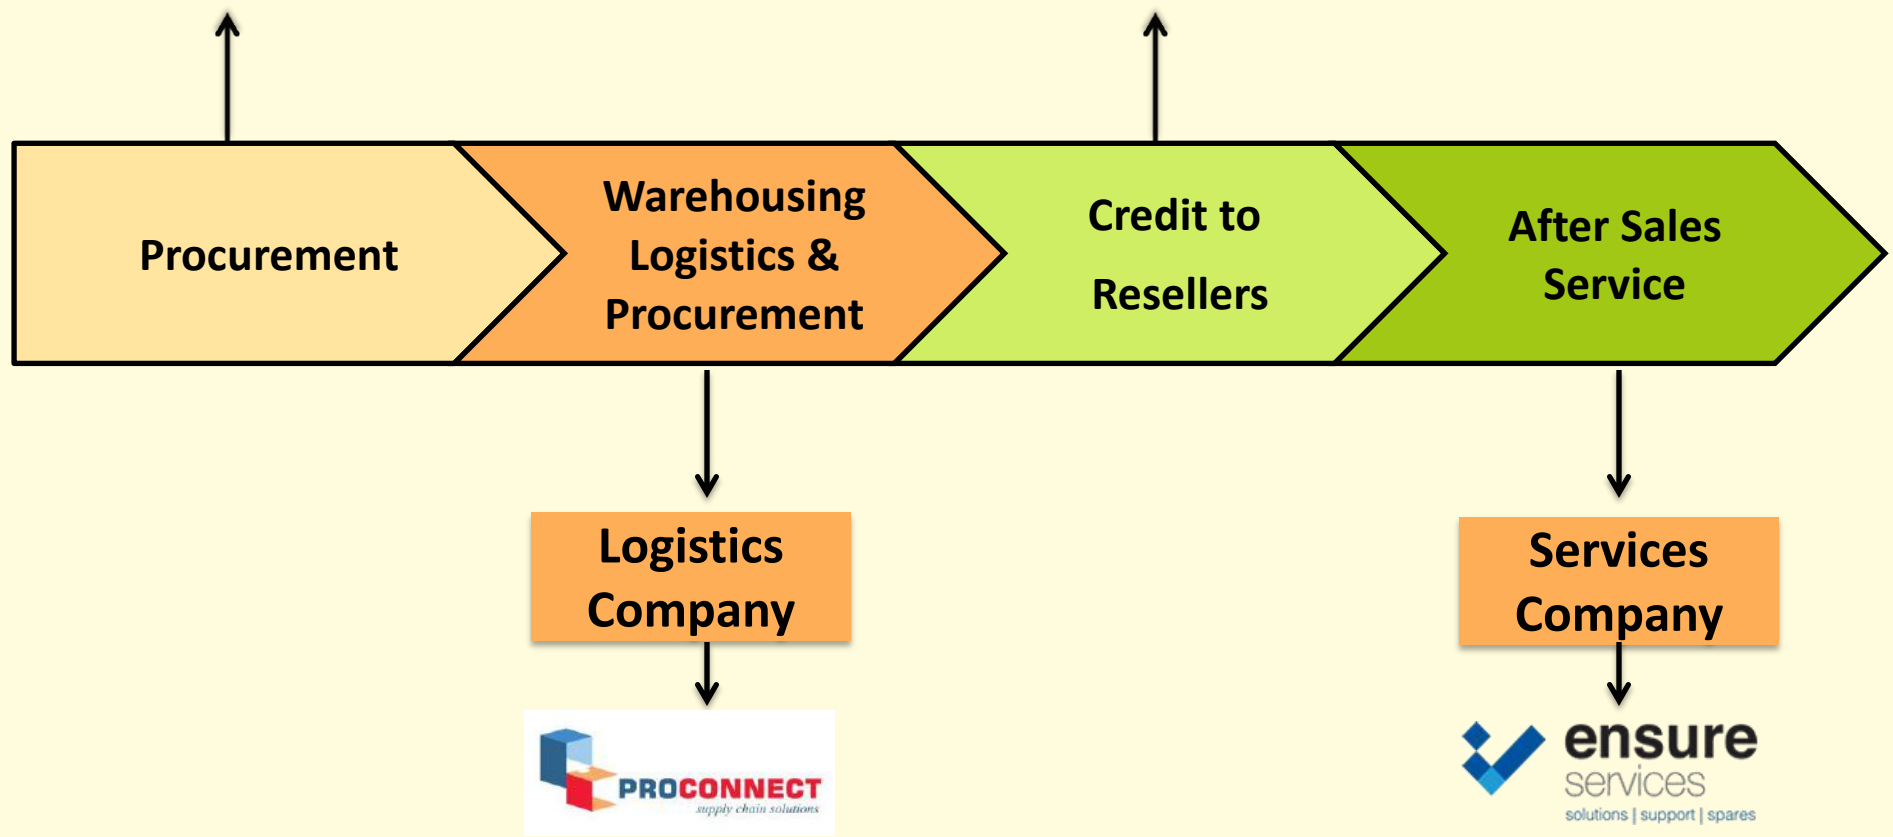 Procurement
Warehousing
Logistics &
Procurement
Credit to
Resellers
After Sales
Service
Logistics
Company
Services
Company
PROCONNECT
supply chain solutions
ensure
services
solutions | support | spares